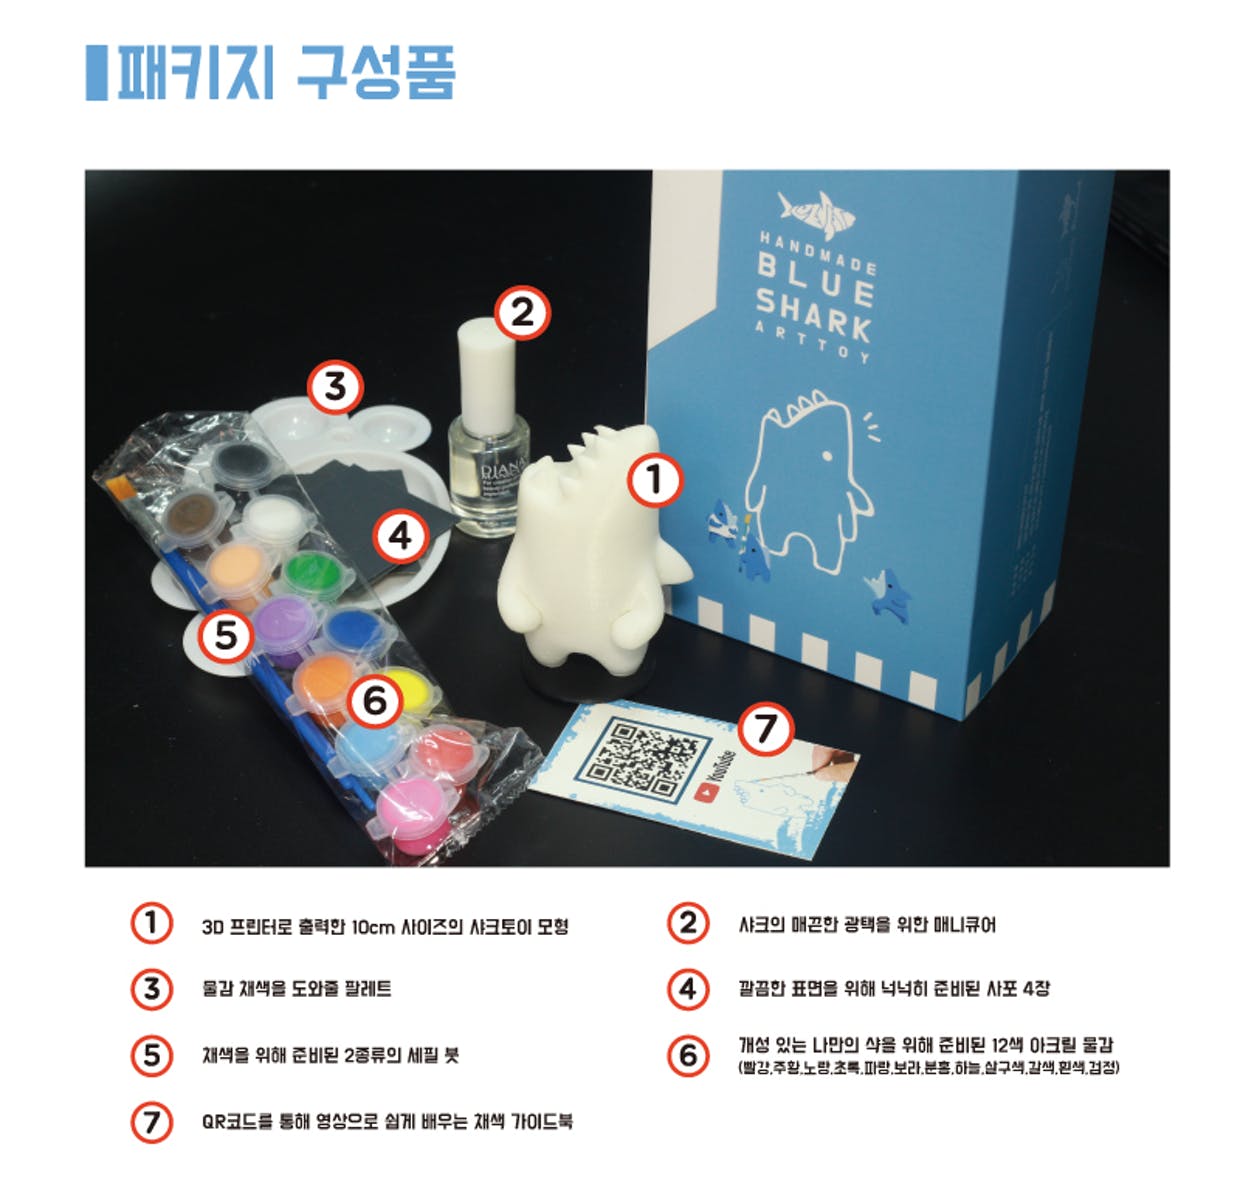 패키지 구성품
HANDMADE
BLUE
SHARK
ARTTOY
2
3
1
DIANA
4
5
6
7
YouTube
1 3D 프린터로 출력한 10cm 사이즈의 샤크토이 모형
2 샤크의 매끈한 광택을 위한 매니큐어
3 물감 채색을 도와줄 팔레트
4 깔끔한 표면을 위해 넉넉히 준비된 사포 4장
5 채색을 위해 준비된 2종류의 세필 붓
6 개성 있는 나만의 샥을 위해 준비된 12색 아크릴 물감
(빨강,주황,노랑,초록,파랑,보라,분홍,하늘,살구색,갈색,흰색,검정)
7 QR코드를 통해 영상으로 쉽게 배우는 채색 가이드북